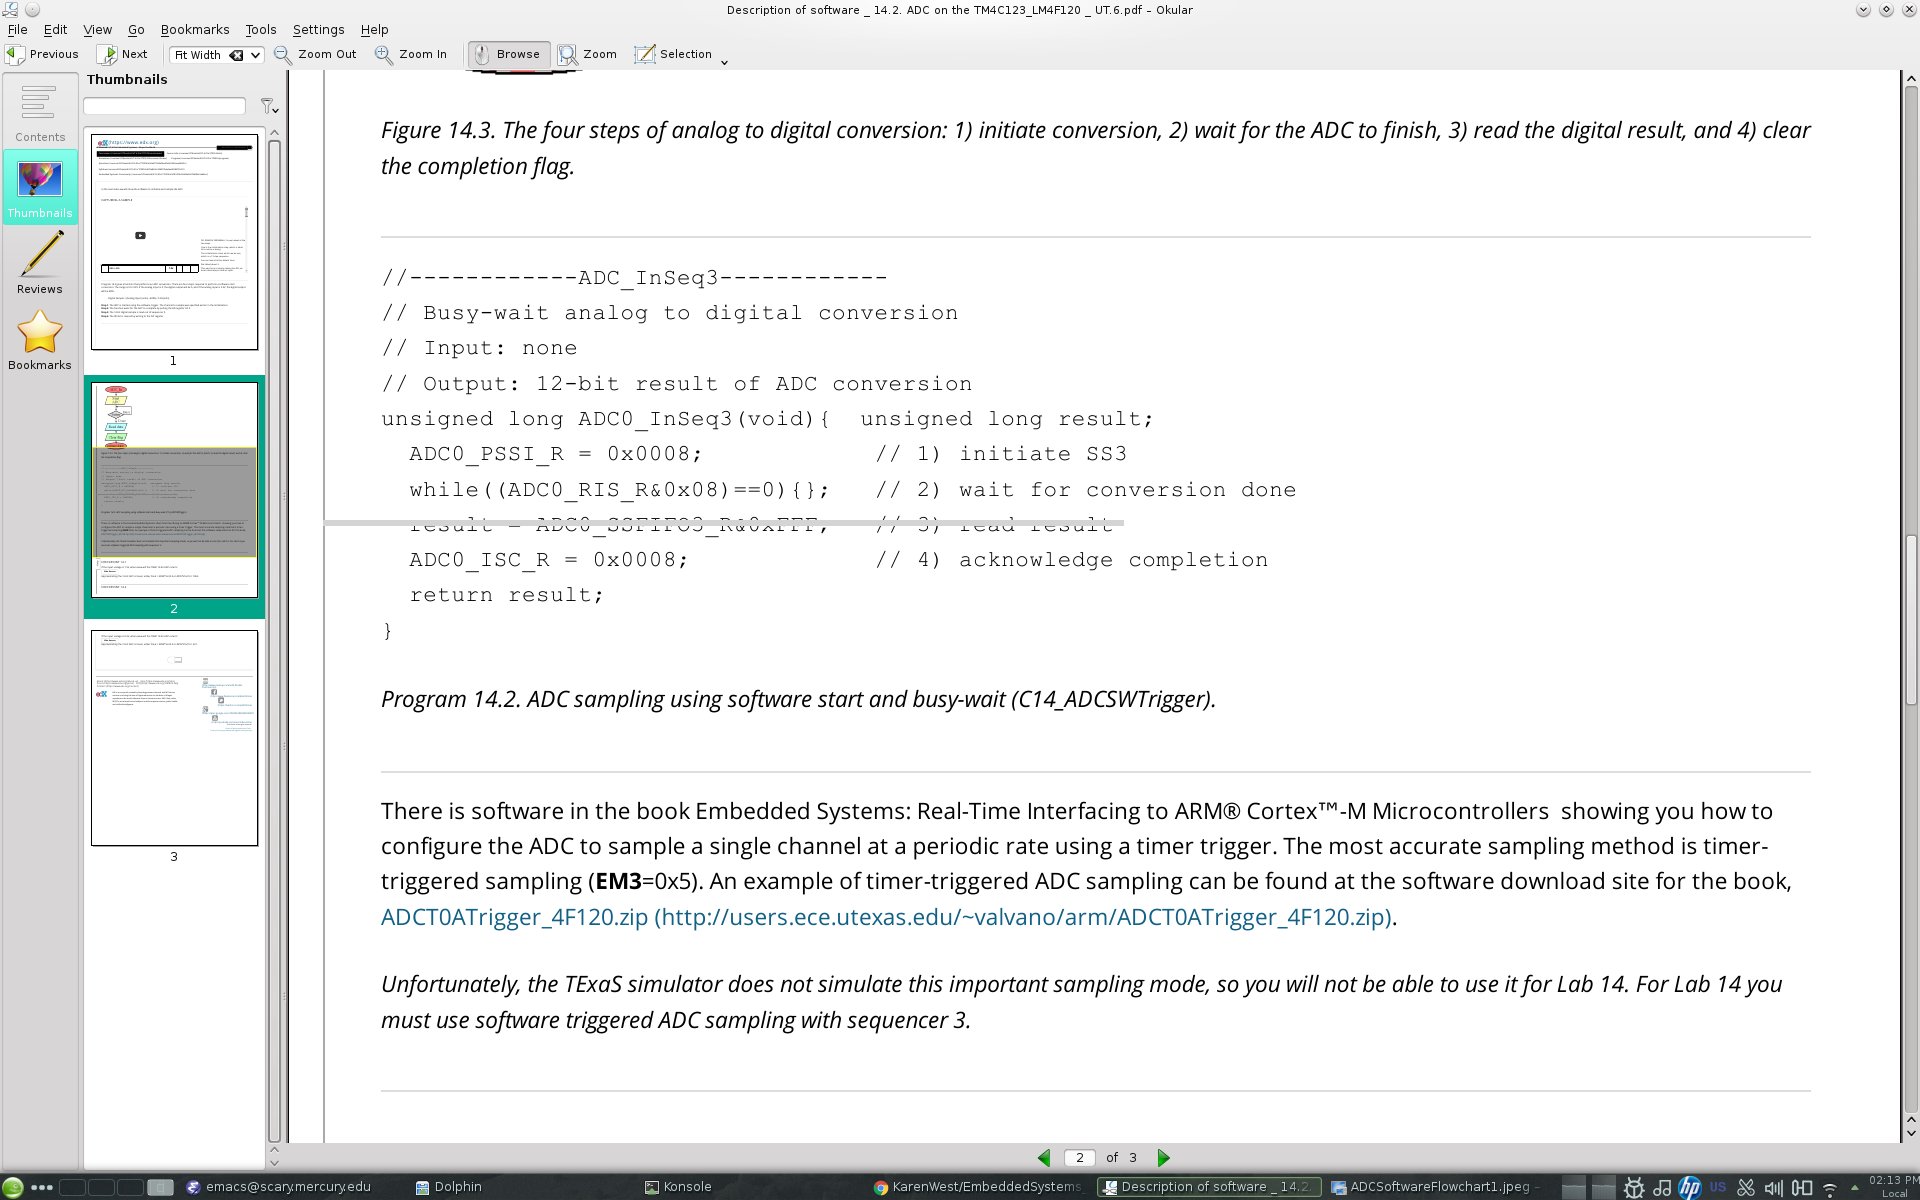 Description of software _ 14.2. ADC on the TM4C123_LM4F120 _ UT.6.pdf – Okular
File Edit View Go Bookmarks Tools Settings Help
Previous Next Fit Width Zoom Out Zoom In Browse Zoom Selection
Thumbnails
Contents
Thumbnails
Reviews
Bookmarks
1
2
3
Figure 14.3. The four steps of analog to digital conversion: 1) initiate conversion, 2) wait for the ADC to finish, 3) read the digital result, and 4) clear
the completion flag.
//------------ADC_InSeq3------------
// Busy-wait analog to digital conversion
// Input: none
// Output: 12-bit result of ADC conversion
unsigned long ADC0_InSeq3(void){  unsigned long result;
  ADC0_PSSI_R = 0x0008;            // 1) initiate SS3
  while((ADC0_RIS_R&0x08)==0){};   // 2) wait for conversion done
  result = ADC0_SSFIFO3_R&0xFFF;   // 3) read result
  ADC0_ISC_R = 0x0008;             // 4) acknowledge completion
  return result;
}
Program 14.2. ADC sampling using software start and busy-wait (C14_ADCSWTrigger).
There is software in the book Embedded Systems: Real-Time Interfacing to ARM® Cortex™-M Microcontrollers  showing you how to
configure the ADC to sample a single channel at a periodic rate using a timer trigger. The most accurate sampling method is timer-
triggered sampling (EM3=0x5). An example of timer-triggered ADC sampling can be found at the software download site for the book,
ADCT0ATrigger_4F120.zip (http://users.ece.utexas.edu/~valvano/arm/ADCT0ATrigger_4F120.zip).
Unfortunately, the TExaS simulator does not simulate this important sampling mode, so you will not be able to use it for Lab 14. For Lab 14 you
must use software triggered ADC sampling with sequencer 3.
2 of 3
emacs@scary.mercury.edu Dolphin Konsole KarenWest/EmbeddedSystems Description of software _ 14.2. ADCSoftwareFlowchart1.jpeg – hp US 02:13 PM
Local